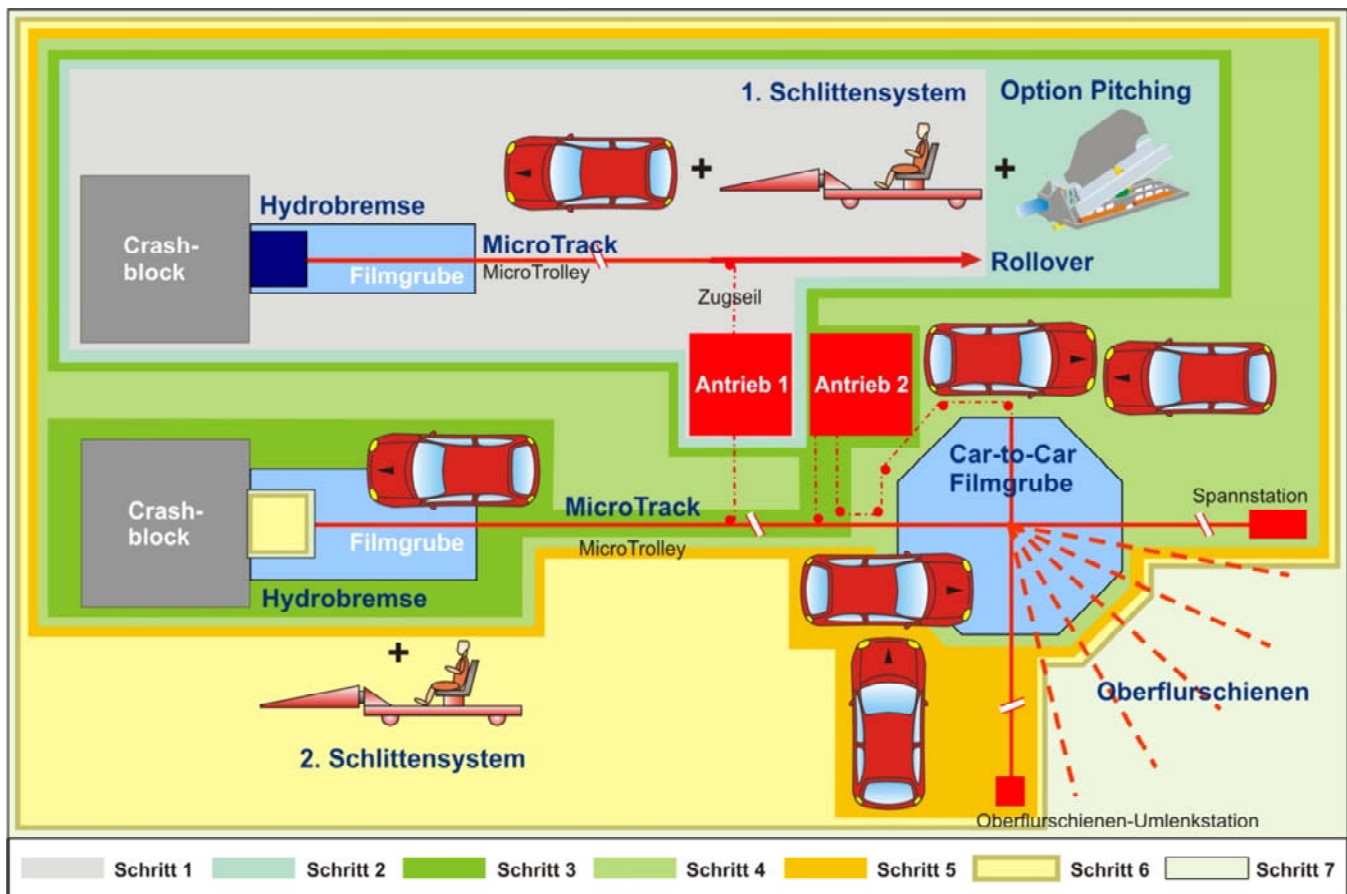 1. Schlittensystem
Option Pitching
+
+
Hydrobremse
Crash-
block
MicroTrack
Filmgrube
MicroTrolley
Rollover
Zugseil
Antrieb 1
Antrieb 2
Car-to-Car
Filmgrube
Crash-
block
MicroTrack
Spannstation
Filmgrube
MicroTrolley
Hydrobremse
+
Oberflurschienen
2. Schlittensystem
Oberflurschienen-Umlenkstation
Schritt 1
Schritt 2
Schritt 3
Schritt 4
Schritt 5
Schritt 6
Schritt 7